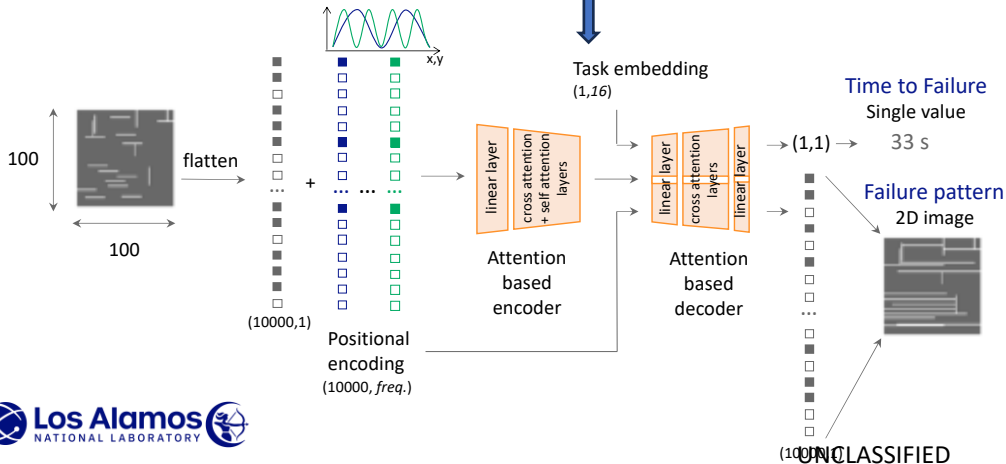 x,y
Task embedding
(1,16)
Time to Failure
Single value
33 s
100
flatten
+
...
...
...
linear layer
cross attention
+ self attention
layers
linear layer
cross attention
layers
linear layer
(1,1)
Failure pattern
2D image
100
Attention
based
encoder
Attention
based
decoder
...
(10000,1)
Positional
encoding
(10000, freq.)
Los Alamos
NATIONAL LABORATORY
(10000,1)
UNCLASSIFIED